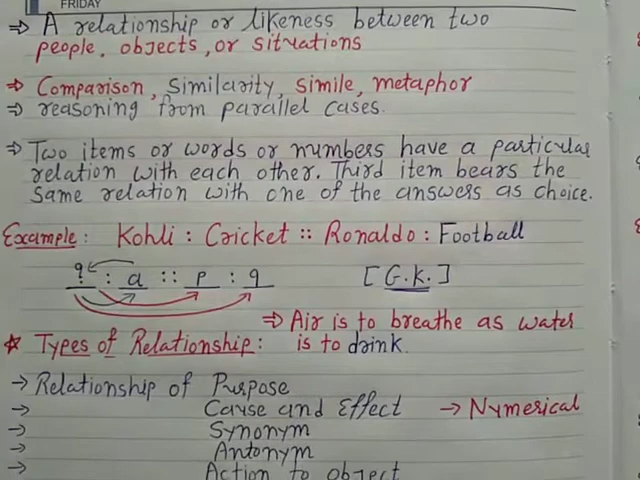 FRIDAY
⇒ A relationship or likeness between two
people, objects, or situations
⇒ Comparison, similarity, simile, metaphor
⇒ reasoning from parallel cases.
⇒ Two items or words or numbers have a particular
relation with each other. Third item bears the
same relation with one of the answers as choice.
Example: Kohli : Cricket :: Ronaldo : Football
q : a :: p : q [G.K.]
⇒ Air is to breathe as water
* Types of Relationship: is to drink.
→ Relationship of Purpose
→ Cause and Effect → Numerical
→ Synonym
→ Antonym
→ Action to object